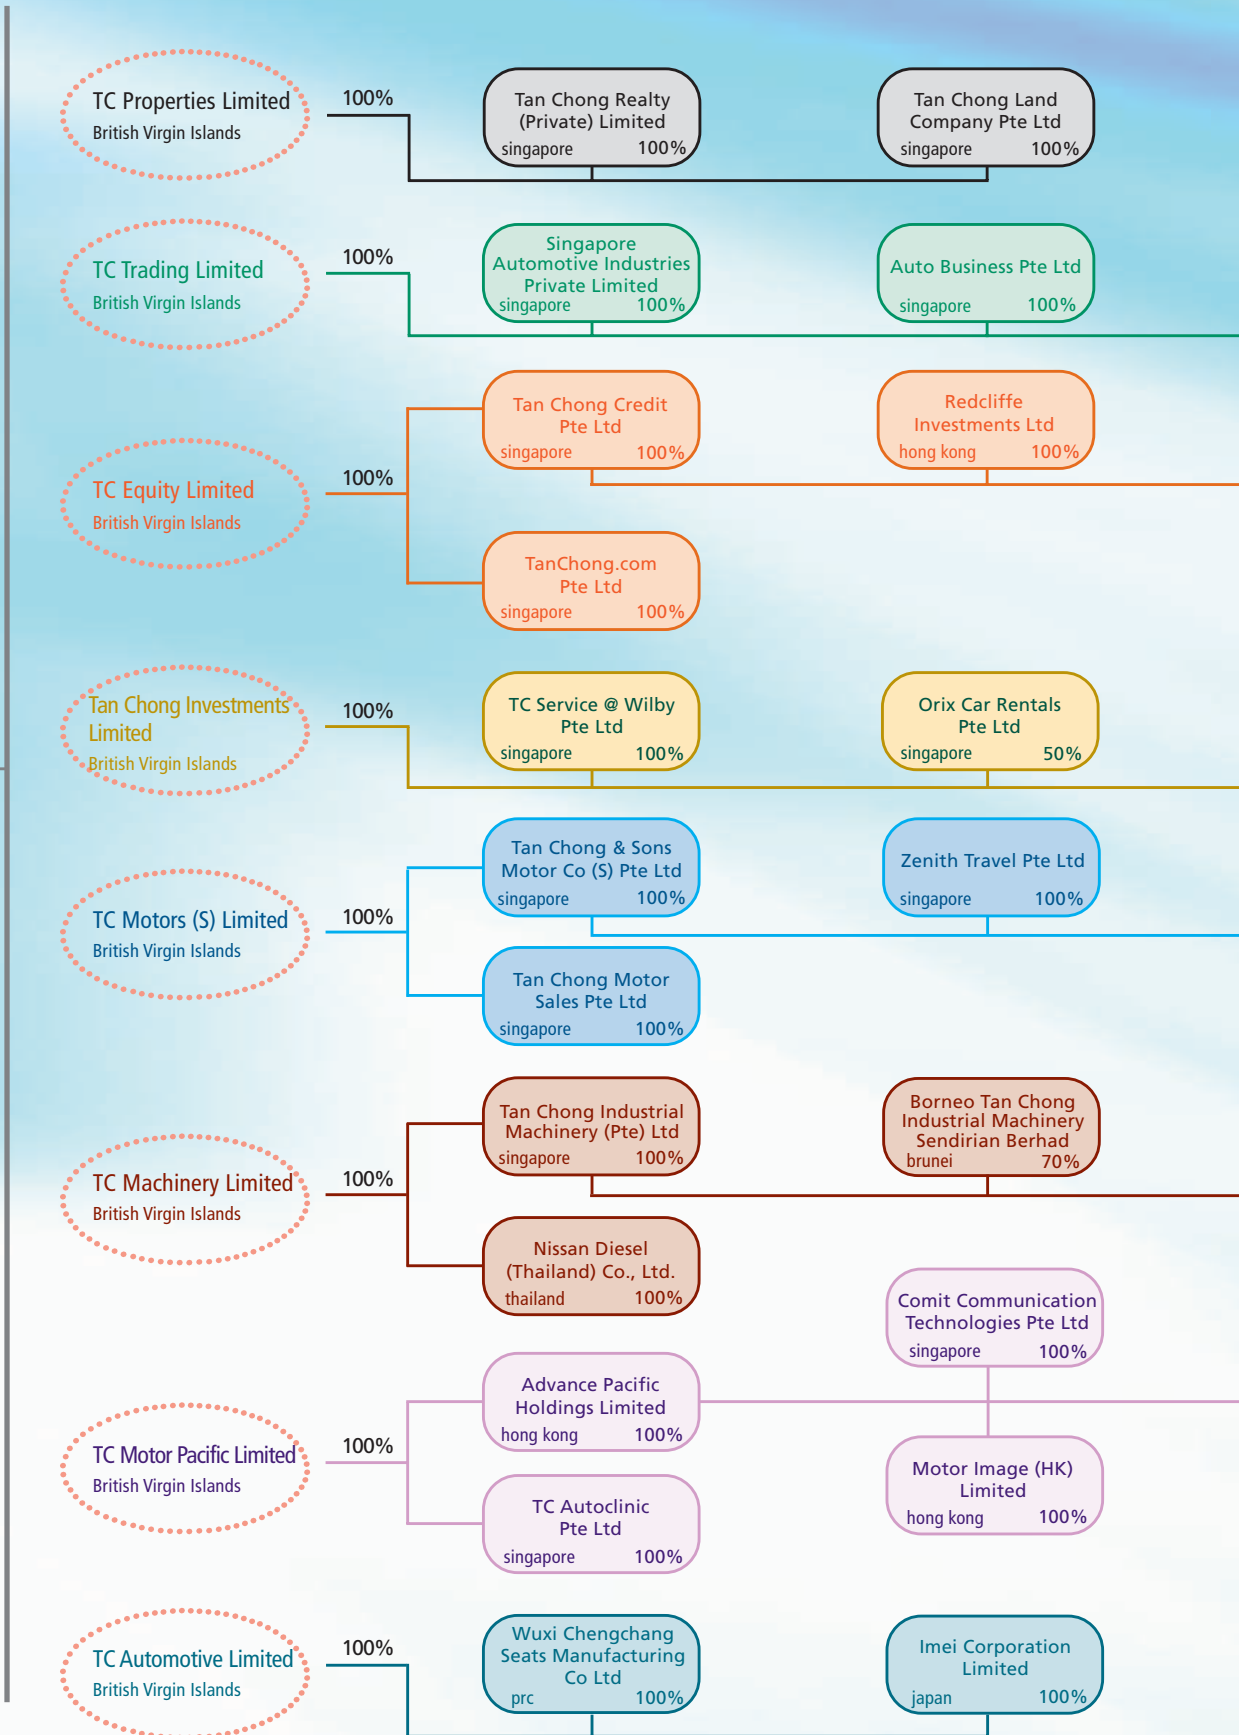 TC Properties Limited
British Virgin Islands
100%
Tan Chong Realty
(Private) Limited
singapore 100%
Tan Chong Land
Company Pte Ltd
singapore 100%
TC Trading Limited
British Virgin Islands
100%
Singapore
Automotive Industries
Private Limited
singapore 100%
Auto Business Pte Ltd
singapore 100%
TC Equity Limited
British Virgin Islands
100%
Tan Chong Credit
Pte Ltd
singapore 100%
Redcliffe
Investments Ltd
hong kong 100%
TanChong.com
Pte Ltd
singapore 100%
Tan Chong Investments
Limited
British Virgin Islands
100%
TC Service @ Wilby
Pte Ltd
singapore 100%
Orix Car Rentals
Pte Ltd
singapore 50%
TC Motors (S) Limited
British Virgin Islands
100%
Tan Chong & Sons
Motor Co (S) Pte Ltd
singapore 100%
Zenith Travel Pte Ltd
singapore 100%
Tan Chong Motor
Sales Pte Ltd
singapore 100%
TC Machinery Limited
British Virgin Islands
100%
Tan Chong Industrial
Machinery (Pte) Ltd
singapore 100%
Borneo Tan Chong
Industrial Machinery
Sendirian Berhad
brunei 70%
Nissan Diesel
(Thailand) Co., Ltd.
thailand 100%
TC Motor Pacific Limited
British Virgin Islands
100%
Advance Pacific
Holdings Limited
hong kong 100%
Comit Communication
Technologies Pte Ltd
singapore 100%
TC Autoclinic
Pte Ltd
singapore 100%
Motor Image (HK)
Limited
hong kong 100%
TC Automotive Limited
British Virgin Islands
100%
Wuxi Chengchang
Seats Manufacturing
Co Ltd
prc 100%
Imei Corporation
Limited
japan 100%